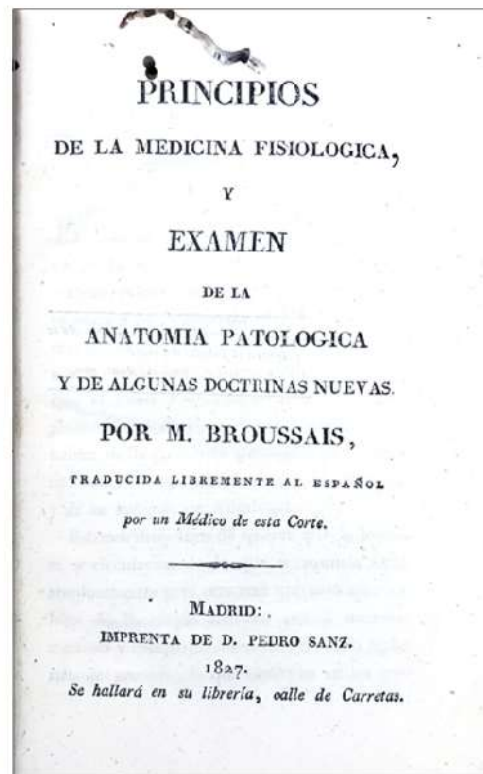 PRINCIPIOS
DE LA MEDICINA FISIOLOGICA,
Y
EXAMEN
DE LA
ANATOMIA PATOLOGICA
Y DE ALGUNAS DOCTRINAS NUEVAS.
POR M. BROUSSAIS,
TRADUCIDA LIBREMENTE AL ESPAÑOL
por un Médico de esta Corte.
MADRID:
IMPRENTA DE D. PEDRO SANZ.
1827.
Se hallará en su librería, calle de Carretas.